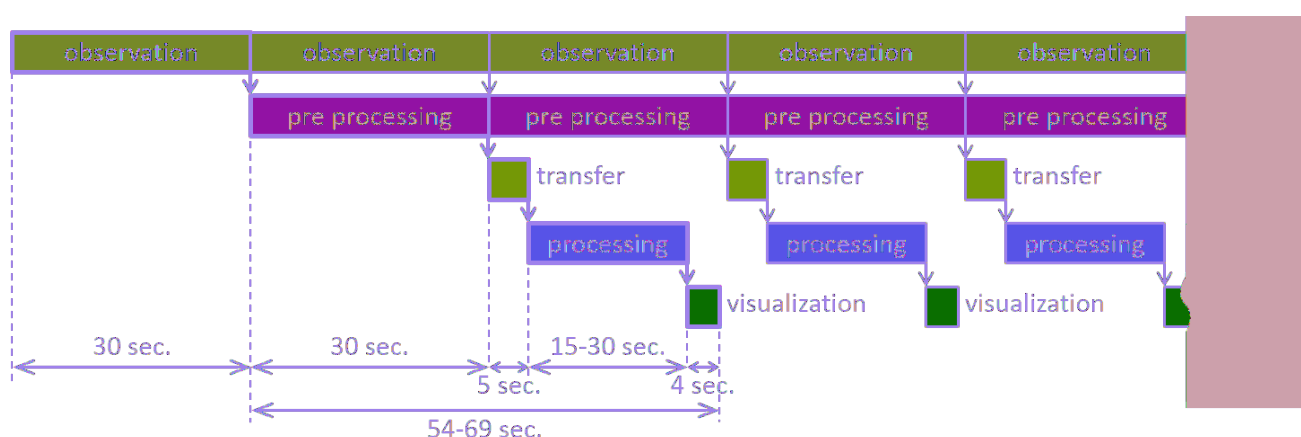 observation observation observation observation observation
pre processing pre processing pre processing pre processing
transfer transfer transfer
processing processing processing
visualization visualization
30 sec. 30 sec. 15-30 sec.
5 sec. 4 sec.
54-69 sec.